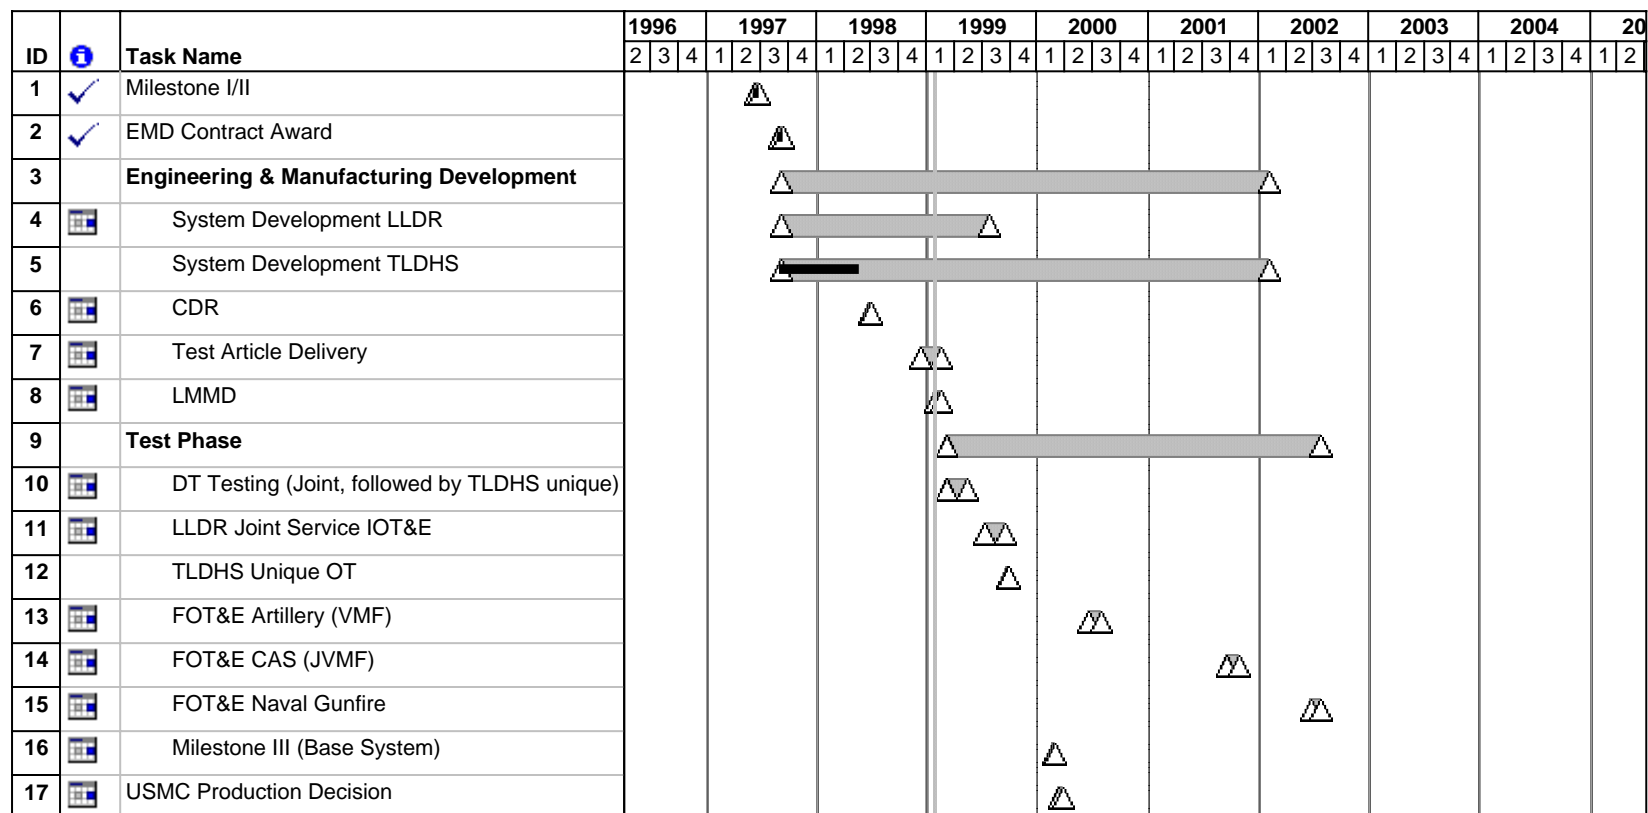 1996 1997 1998 1999 2000 2001 2002 2003 2004 20
ID Task Name 2 3 4 1 2 3 4 1 2 3 4 1 2 3 4 1 2 3 4 1 2 3 4 1 2 3 4 1 2 3 4 1 2 3 4 1 2
1 Milestone I/II
2 EMD Contract Award
3 Engineering & Manufacturing Development
4 System Development LLDR
5 System Development TLDHS
6 CDR
7 Test Article Delivery
8 LMMD
9 Test Phase
10 DT Testing (Joint, followed by TLDHS unique)
11 LLDR Joint Service IOT&E
12 TLDHS Unique OT
13 FOT&E Artillery (VMF)
14 FOT&E CAS (JVMF)
15 FOT&E Naval Gunfire
16 Milestone III (Base System)
17 USMC Production Decision